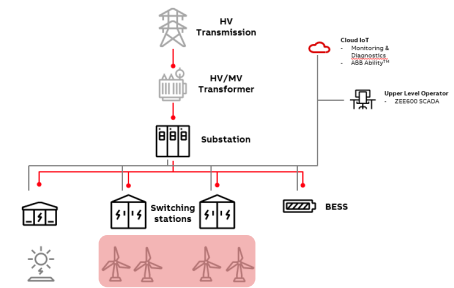 HV
Transmission
Cloud IoT
- Monitoring &
Diagnostics
- ABB Ability™
HV/MV
Transformer
Upper Level Operator
- ZEE600 SCADA
Substation
Switching
stations
BESS